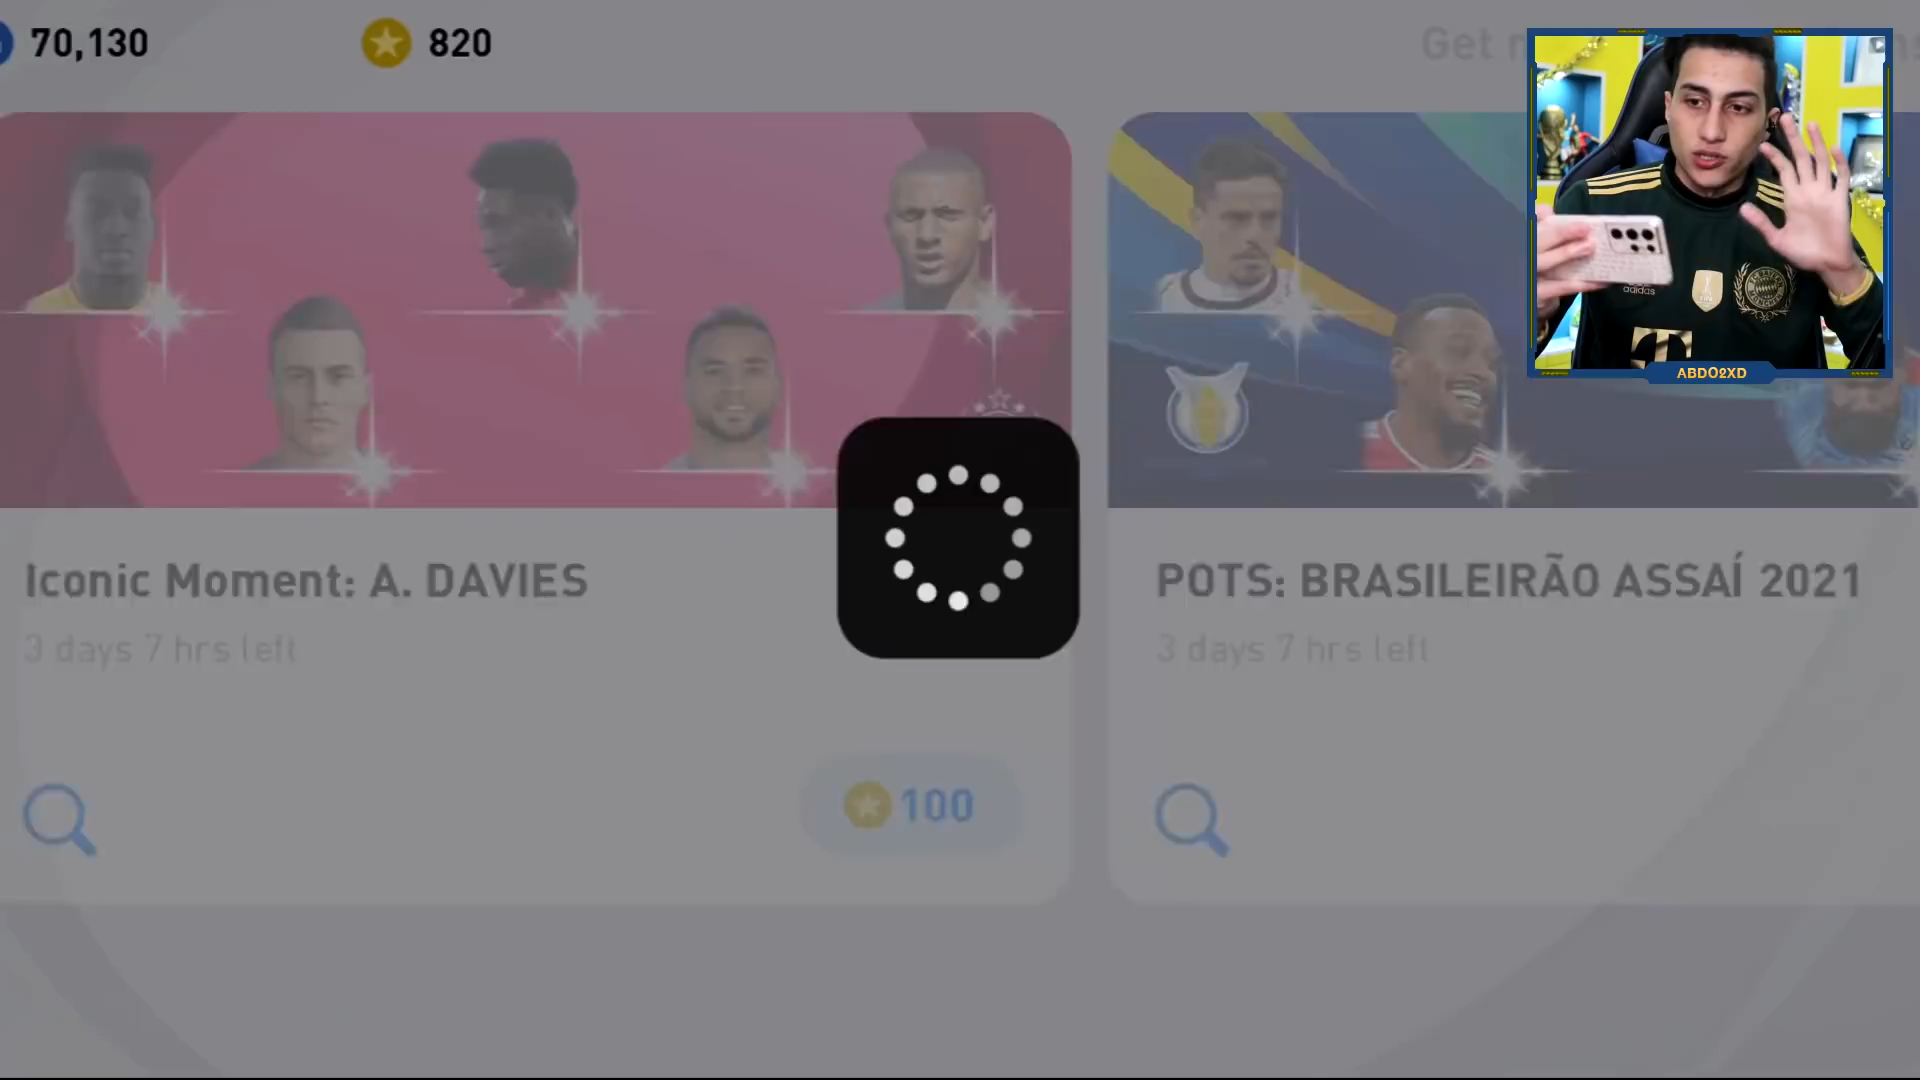 70,130
820
Get
Iconic Moment: A. DAVIES
3 days 7 hrs left
100
POTS: BRASILEIRÃO ASSAÍ 2021
3 days 7 hrs left
adidas
T
ABDO2XD